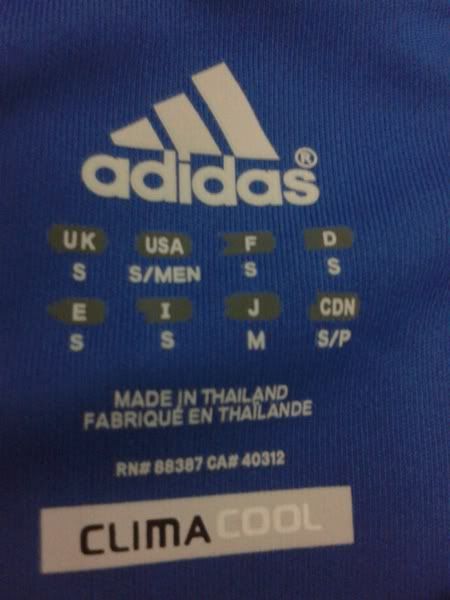 adidas®
UK USA F D
S S/MEN S S
E I J CDN
S S M S/P
MADE IN THAILAND
FABRIQUÉ EN THAÏLANDE
RN# 88387 CA# 40312
CLIMACOOL